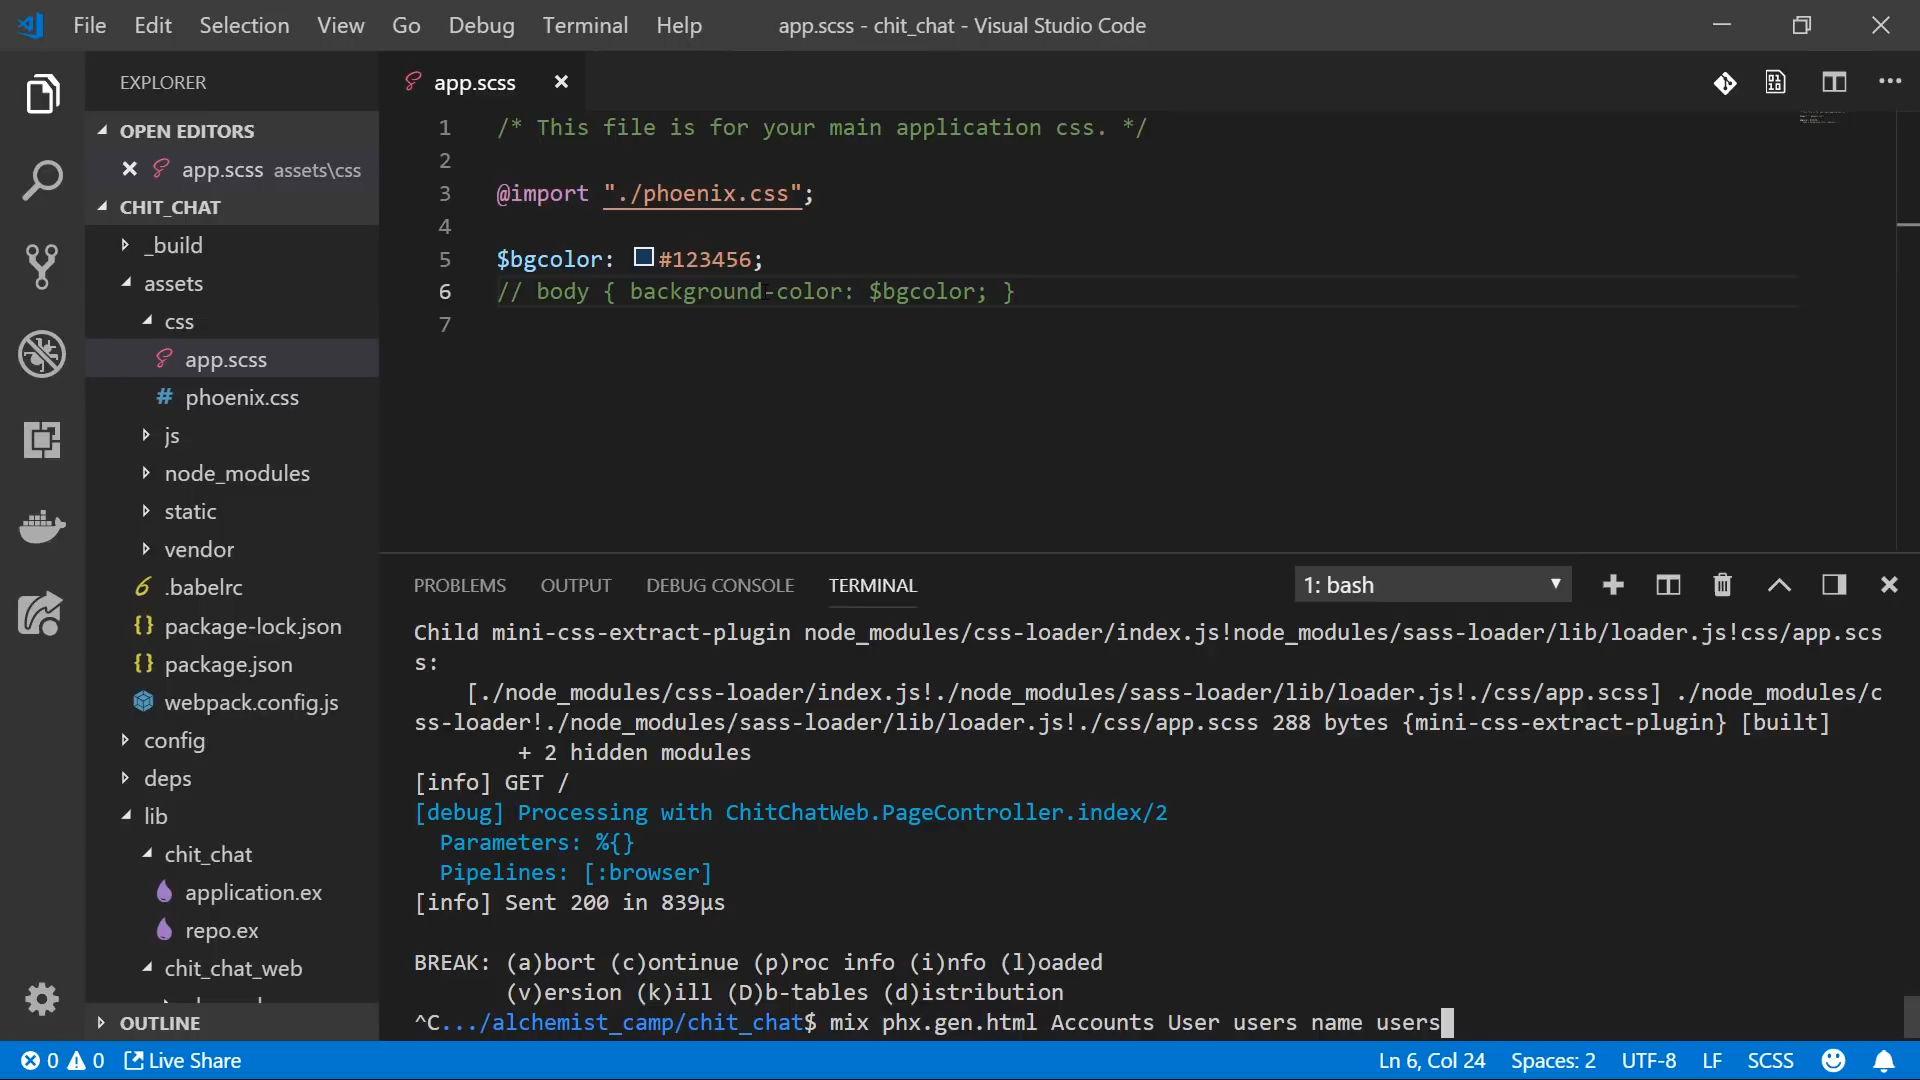 File Edit Selection View Go Debug Terminal Help
app.scss - chit_chat - Visual Studio Code
EXPLORER
OPEN EDITORS
app.scss assets\css
CHIT_CHAT
_build
assets
css
app.scss
phoenix.css
js
node_modules
static
vendor
.babelrc
package-lock.json
package.json
webpack.config.js
config
deps
lib
chit_chat
application.ex
repo.ex
chit_chat_web
OUTLINE
app.scss
1 /* This file is for your main application css. */
2
3 @import "./phoenix.css";
4
5 $bgcolor: #123456;
6 // body { background-color: $bgcolor; }
7
PROBLEMS OUTPUT DEBUG CONSOLE TERMINAL
1: bash
Child mini-css-extract-plugin node_modules/css-loader/index.js!node_modules/sass-loader/lib/loader.js!css/app.scs
s:
[./node_modules/css-loader/index.js!./node_modules/sass-loader/lib/loader.js!./css/app.scss] ./node_modules/c
ss-loader!./node_modules/sass-loader/lib/loader.js!./css/app.scss 288 bytes {mini-css-extract-plugin} [built]
+ 2 hidden modules
[info] GET /
[debug] Processing with ChitChatWeb.PageController.index/2
Parameters: %{}
Pipelines: [:browser]
[info] Sent 200 in 839µs
BREAK: (a)bort (c)ontinue (p)roc info (i)nfo (l)oaded
(v)ersion (k)ill (D)b-tables (d)istribution
^C.../alchemist_camp/chit_chat$ mix phx.gen.html Accounts User users name users
0 0 Live Share
Ln 6, Col 24 Spaces: 2 UTF-8 LF SCSS